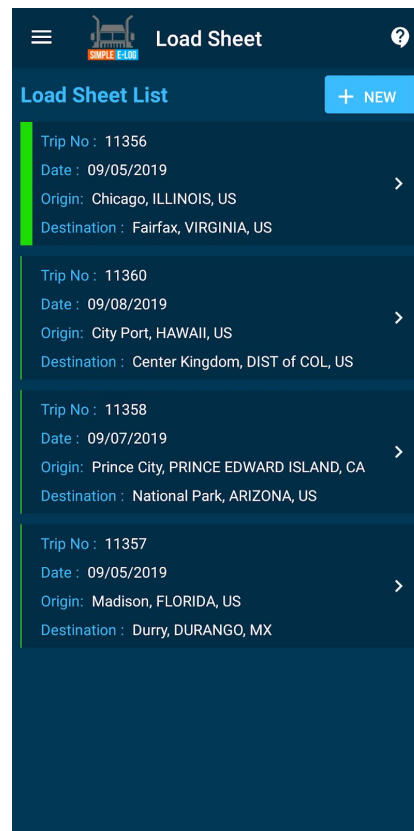 Load Sheet
SIMPLE E-LOG
Load Sheet List
+ NEW
Trip No : 11356
Date : 09/05/2019
Origin: Chicago, ILLINOIS, US
Destination : Fairfax, VIRGINIA, US
Trip No : 11360
Date : 09/08/2019
Origin: City Port, HAWAII, US
Destination : Center Kingdom, DIST of COL, US
Trip No : 11358
Date : 09/07/2019
Origin: Prince City, PRINCE EDWARD ISLAND, CA
Destination : National Park, ARIZONA, US
Trip No : 11357
Date : 09/05/2019
Origin: Madison, FLORIDA, US
Destination : Durry, DURANGO, MX